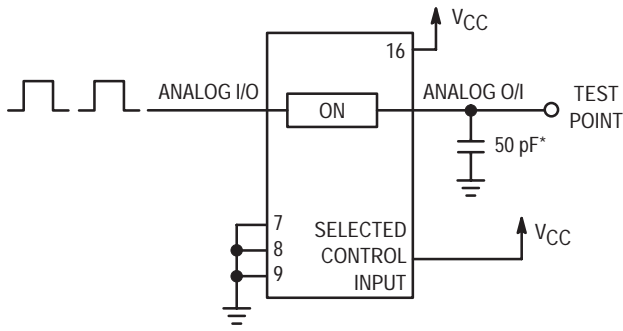 VCC
16
ANALOG I/O
ON
ANALOG O/I
TEST
POINT
50 pF*
7
8
9
SELECTED
CONTROL
INPUT
VCC